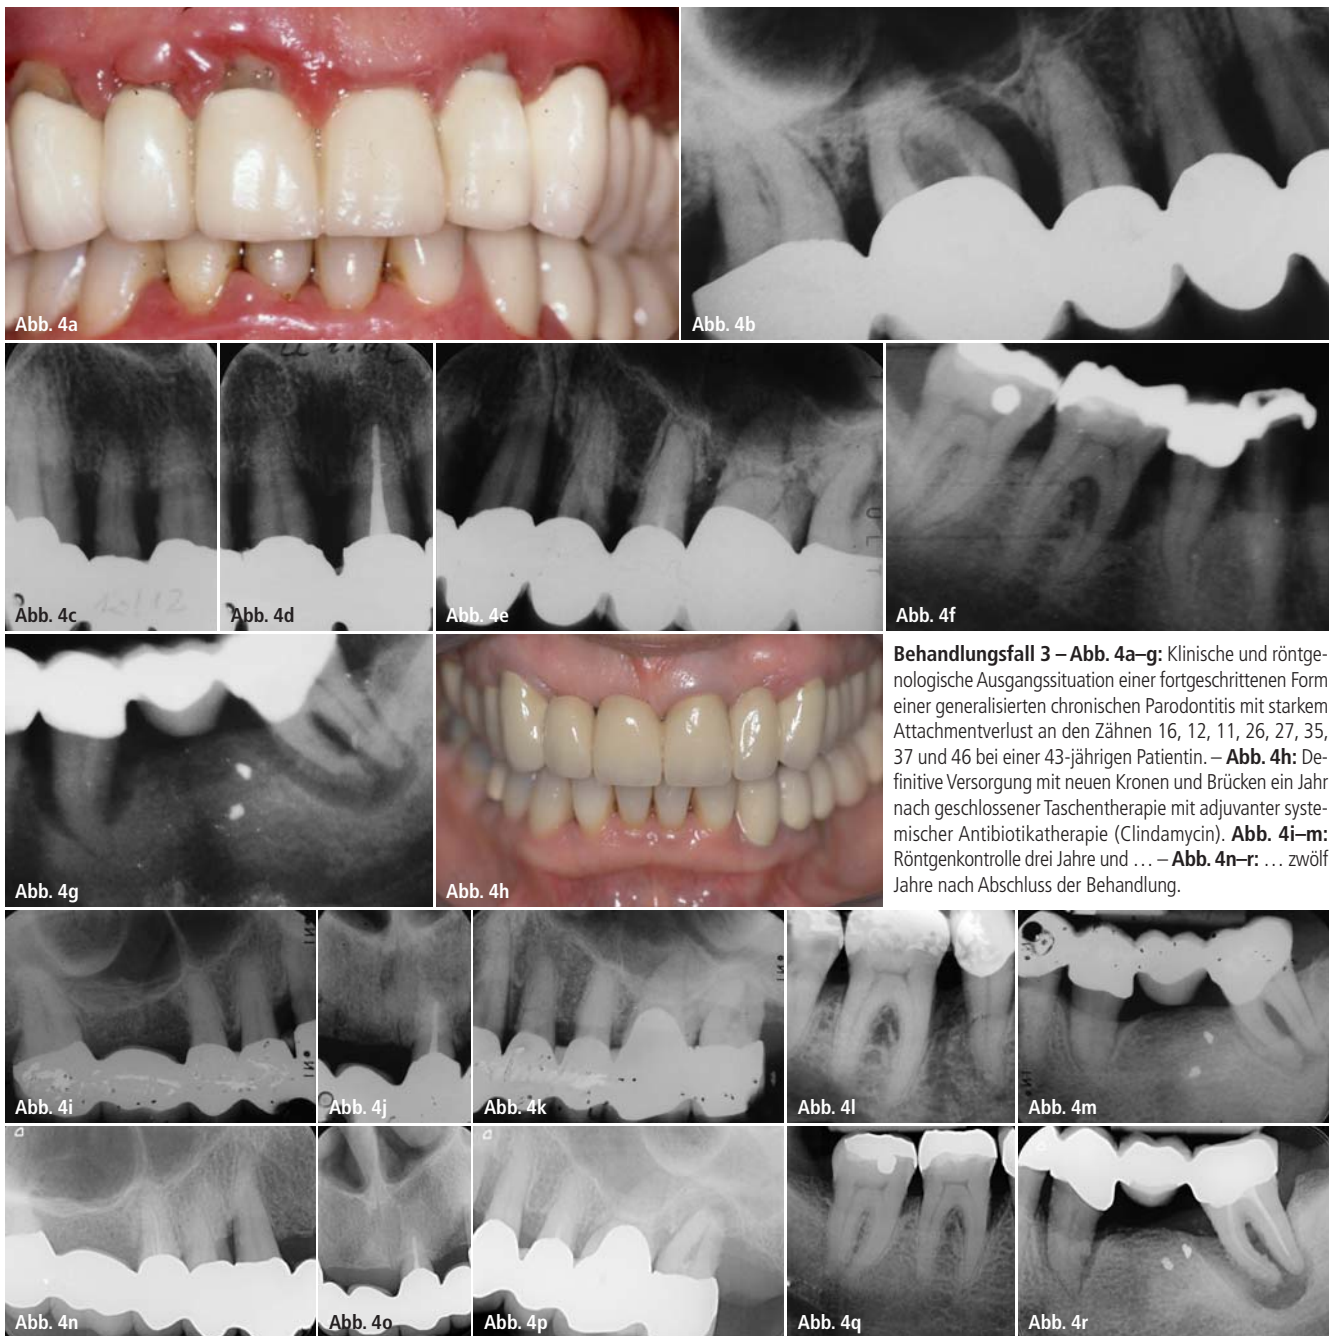 Abb. 4a
Abb. 4b
Abb. 4c
Abb. 4d
Abb. 4e
Abb. 4f
Behandlungsfall 3 – Abb. 4a–g: Klinische und röntge-
nologische Ausgangssituation einer fortgeschrittenen Form
einer generalisierten chronischen Parodontitis mit starkem
Attachmentverlust an den Zähnen 16, 12, 11, 26, 27, 35,
37 und 46 bei einer 43-jährigen Patientin. – Abb. 4h: De-
finitive Versorgung mit neuen Kronen und Brücken ein Jahr
nach geschlossener Taschentherapie mit adjuvanter syste-
mischer Antibiotikatherapie (Clindamycin). Abb. 4i–m:
Röntgenkontrolle drei Jahre und … – Abb. 4n–r: … zwölf
Jahre nach Abschluss der Behandlung.
Abb. 4g
Abb. 4h
Abb. 4i
Abb. 4j
Abb. 4k
Abb. 4l
Abb. 4m
Abb. 4n
Abb. 4o
Abb. 4p
Abb. 4q
Abb. 4r